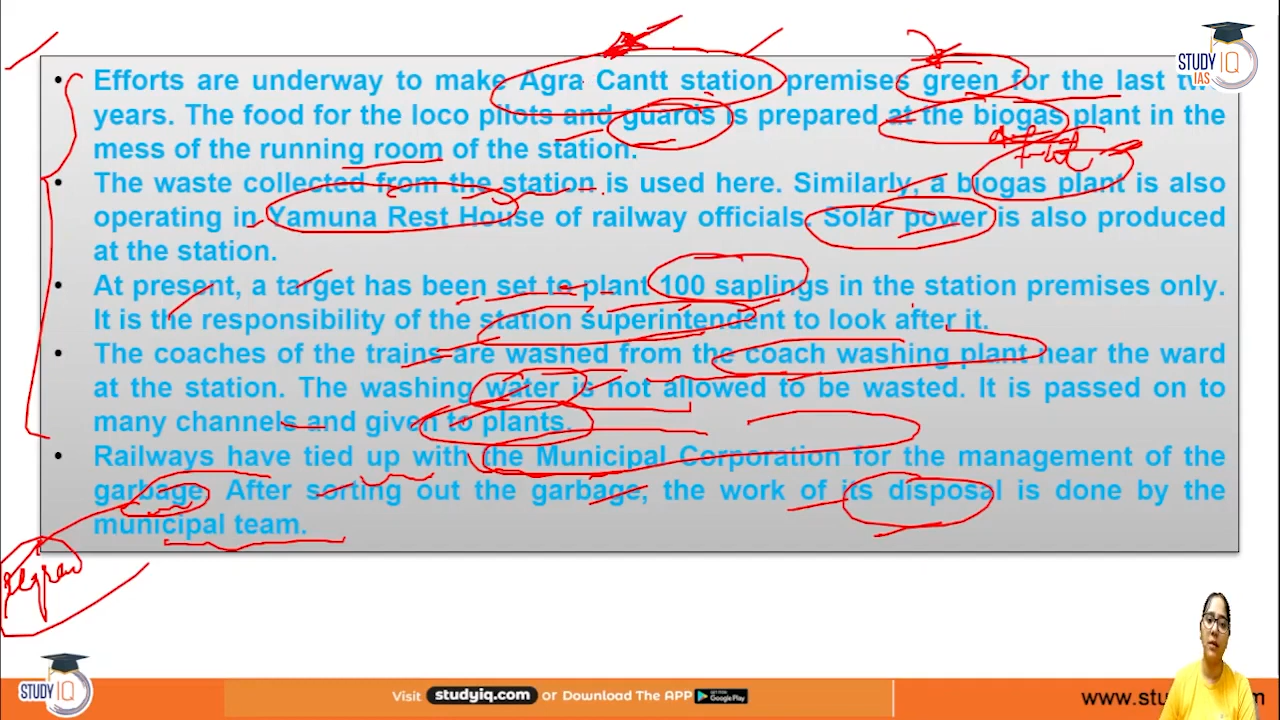 STUDY IQ
IAS
• Efforts are underway to make Agra Cantt station premises green for the last two
years. The food for the loco pilots and guards is prepared at the biogas plant in the
mess of the running room of the station.
• The waste collected from the station is used here. Similarly, a biogas plant is also
operating in Yamuna Rest House of railway officials. Solar power is also produced
at the station.
• At present, a target has been set to plant 100 saplings in the station premises only.
It is the responsibility of the station superintendent to look after it.
• The coaches of the trains are washed from the coach washing plant near the ward
at the station. The washing water is not allowed to be wasted. It is passed on to
many channels and given to plants.
• Railways have tied up with the Municipal Corporation for the management of the
garbage. After sorting out the garbage, the work of its disposal is done by the
municipal team.
STUDY IQ
Visit studyiq.com or Download The APP GET IT ON Google Play